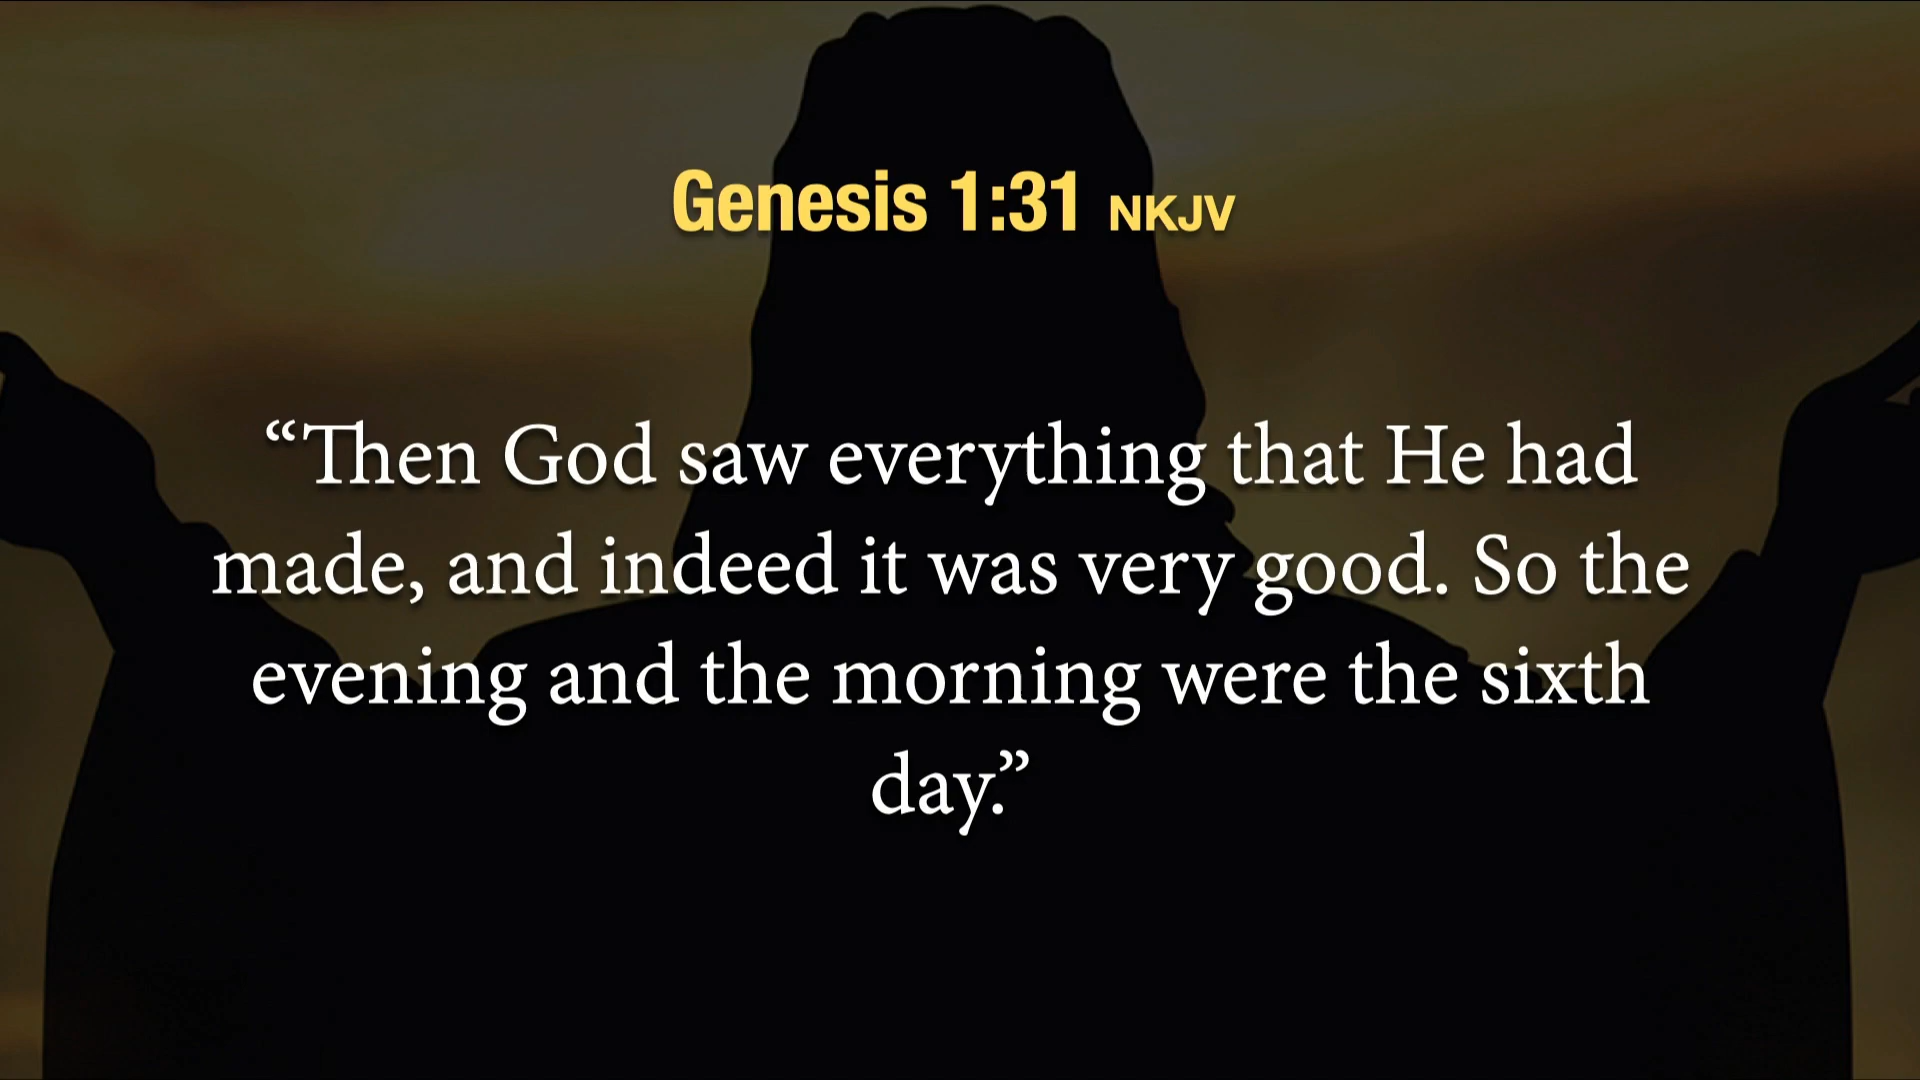 Genesis 1:31 NKJV
“Then God saw everything that He had
made, and indeed it was very good. So the
evening and the morning were the sixth
day.”